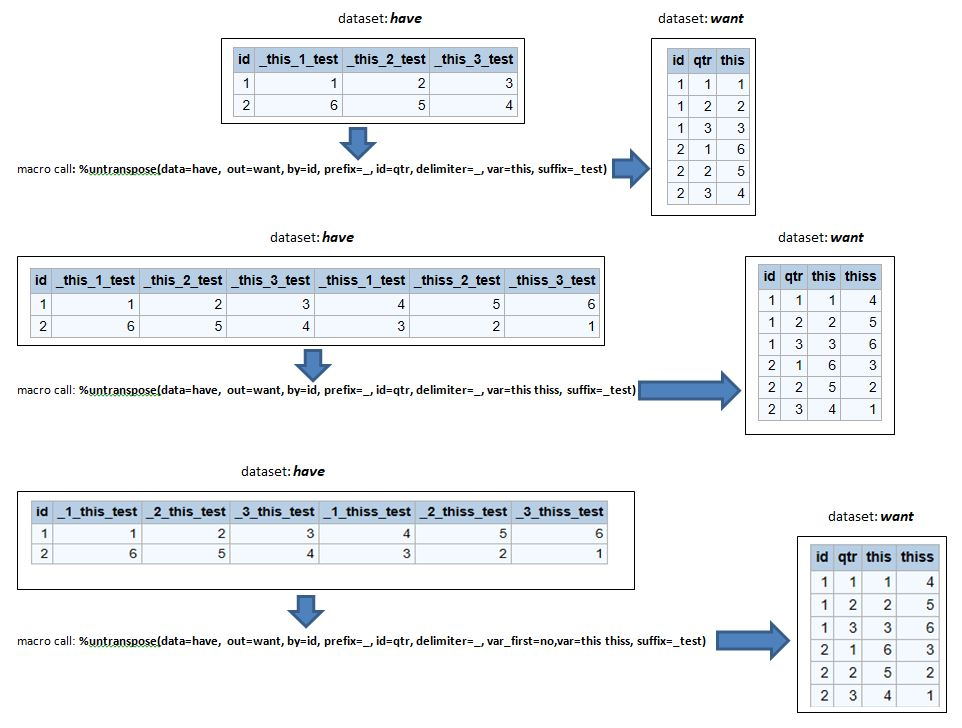 dataset: have
dataset: want
id _this_1_test _this_2_test _this_3_test
1 1 2 3
2 6 5 4
id qtr this
1 1 1
1 2 2
1 3 3
2 1 6
2 2 5
2 3 4
macro call: %untranspose(data=have, out=want, by=id, prefix=_, id=qtr, delimiter=_, var=this, suffix=_test)
dataset: have
dataset: want
id _this_1_test _this_2_test _this_3_test _thiss_1_test _thiss_2_test _thiss_3_test
1 1 2 3 4 5 6
2 6 5 4 3 2 1
id qtr this thiss
1 1 1 4
1 2 2 5
1 3 3 6
2 1 6 3
2 2 5 2
2 3 4 1
macro call: %untranspose(data=have, out=want, by=id, prefix=_, id=qtr, delimiter=_, var=this thiss, suffix=_test)
dataset: have
id _1_this_test _2_this_test _3_this_test _1_thiss_test _2_thiss_test _3_thiss_test
1 1 2 3 4 5 6
2 6 5 4 3 2 1
dataset: want
id qtr this thiss
1 1 1 4
1 2 2 5
1 3 3 6
2 1 6 3
2 2 5 2
2 3 4 1
macro call: %untranspose(data=have, out=want, by=id, prefix=_, id=qtr, delimiter=_, var_first=no,var=this thiss, suffix=_test)